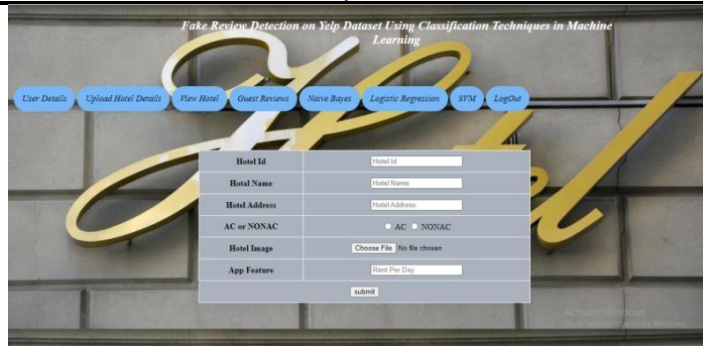 Fake Review Detection on Yelp Dataset Using Classification Techniques in Machine
Learning
User Details Upload Hotel Details View Hotel Guest Reviews Naive Bayes Logistic Regression SVM LogOut
Hotel Id Hotel Id
Hotal Name Hotel Name
Hotel Address Hotel Address
AC or NONAC AC NONAC
Hotel Image Choose File No file chosen
App Feature Rent Per Day
submit
Activate Windows